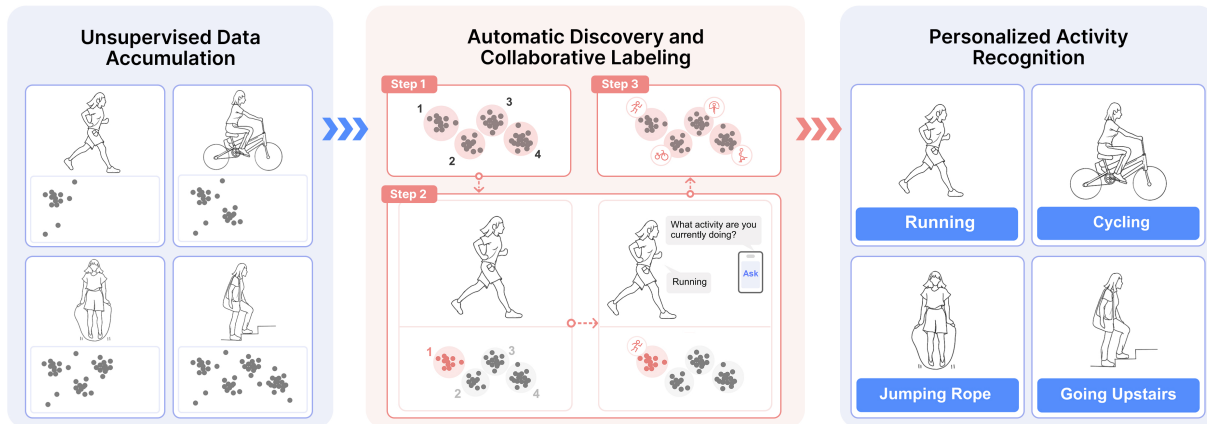 Unsupervised Data
Accumulation
Automatic Discovery and
Collaborative Labeling
Step 1
1
2
3
4
Step 3
Step 2
What activity are you
currently doing?
Ask
Running
1
2
3
4
Personalized Activity
Recognition
Running
Cycling
Jumping Rope
Going Upstairs